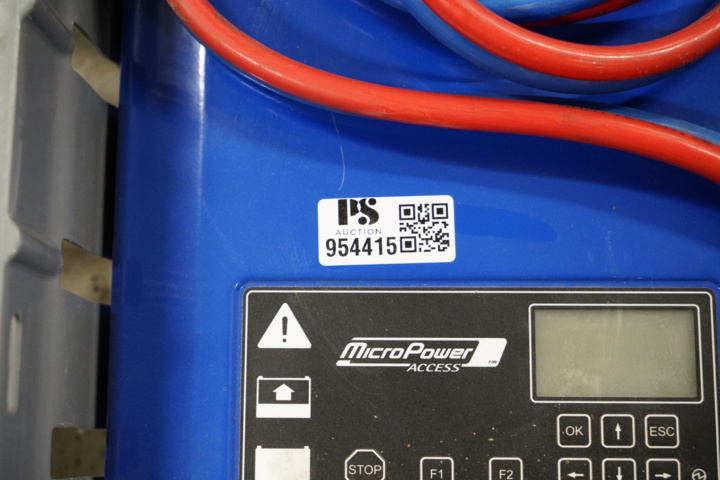 PS
AUCTION
954415
MicroPower
ACCESS
OK
ESC
STOP
F1
F2